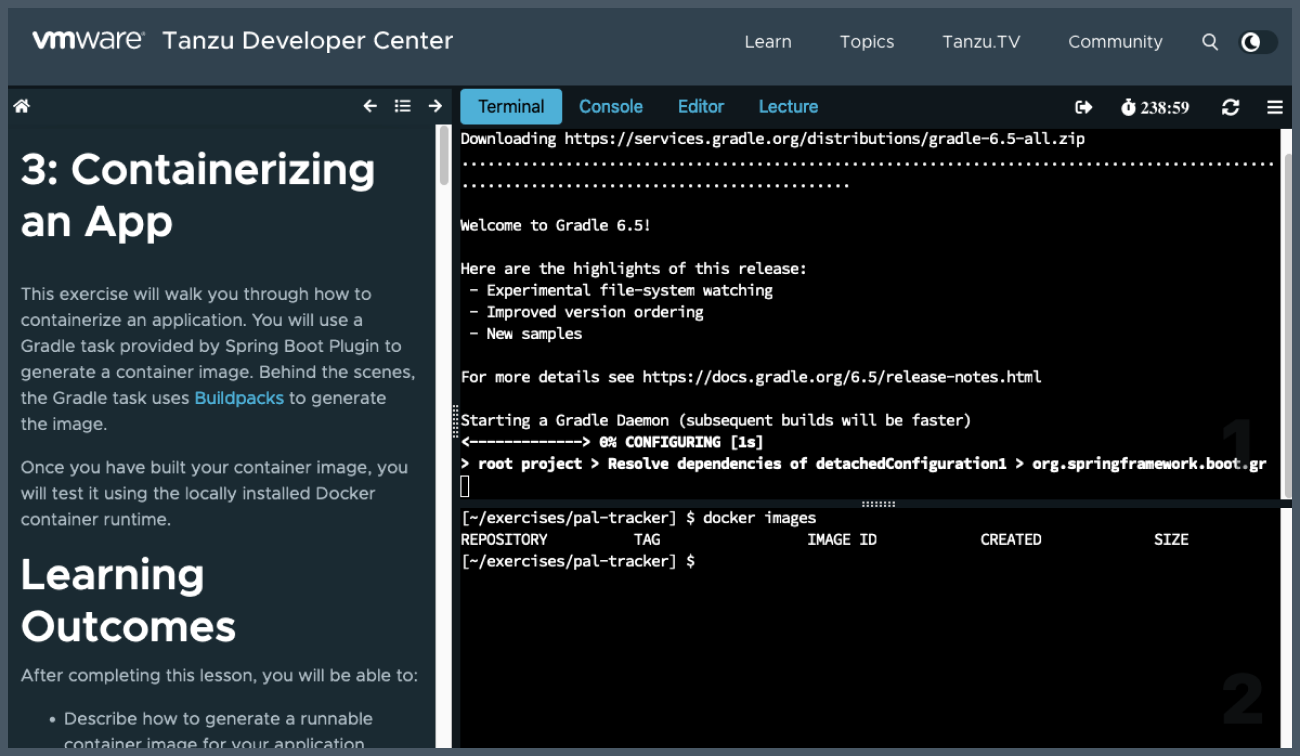 vmware® Tanzu Developer Center
Learn Topics Tanzu.TV Community
Terminal Console Editor Lecture 238:59
3: Containerizing
an App
This exercise will walk you through how to
containerize an application. You will use a
Gradle task provided by Spring Boot Plugin to
generate a container image. Behind the scenes,
the Gradle task uses Buildpacks to generate
the image.
Once you have built your container image, you
will test it using the locally installed Docker
container runtime.
Learning
Outcomes
After completing this lesson, you will be able to:
• Describe how to generate a runnable
container image for your application
Downloading https://services.gradle.org/distributions/gradle-6.5-all.zip
..............................................................................................
.............................................
Welcome to Gradle 6.5!
Here are the highlights of this release:
- Experimental file-system watching
- Improved version ordering
- New samples
For more details see https://docs.gradle.org/6.5/release-notes.html
Starting a Gradle Daemon (subsequent builds will be faster)
<-------------> 0% CONFIGURING [1s]
> root project > Resolve dependencies of detachedConfiguration1 > org.springframework.boot.gr
1
[~/exercises/pal-tracker] $ docker images
REPOSITORY TAG IMAGE ID CREATED SIZE
[~/exercises/pal-tracker] $
2